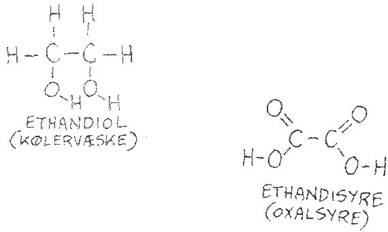 H H
H-C-C-H
O O
H H
ETHANDIOL
(KØLERVÆSKE)
O O
C-C
H-O O-H
ETHANDISYRE
(OXALSYRE)